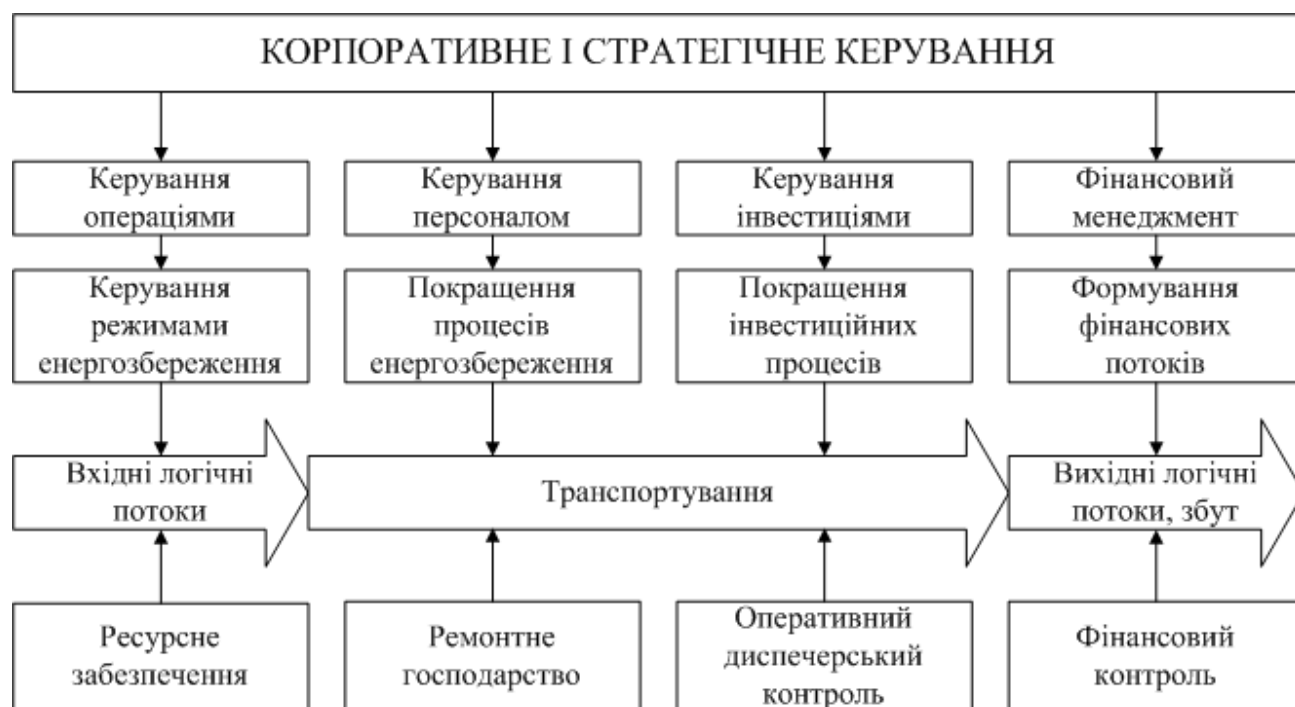 КОРПОРАТИВНЕ І СТРАТЕГІЧНЕ КЕРУВАННЯ
Керування
операціями
Керування
персоналом
Керування
інвестиціями
Фінансовий
менеджмент
Керування
режимами
енергозбереження
Покращення
процесів
енергозбереження
Покращення
інвестиційних
процесів
Формування
фінансових
потоків
Вхідні логічні
потоки
Транспортування
Вихідні логічні
потоки, збут
Ресурсне
забезпечення
Ремонтне
господарство
Оперативний
диспечерський
контроль
Фінансовий
контроль